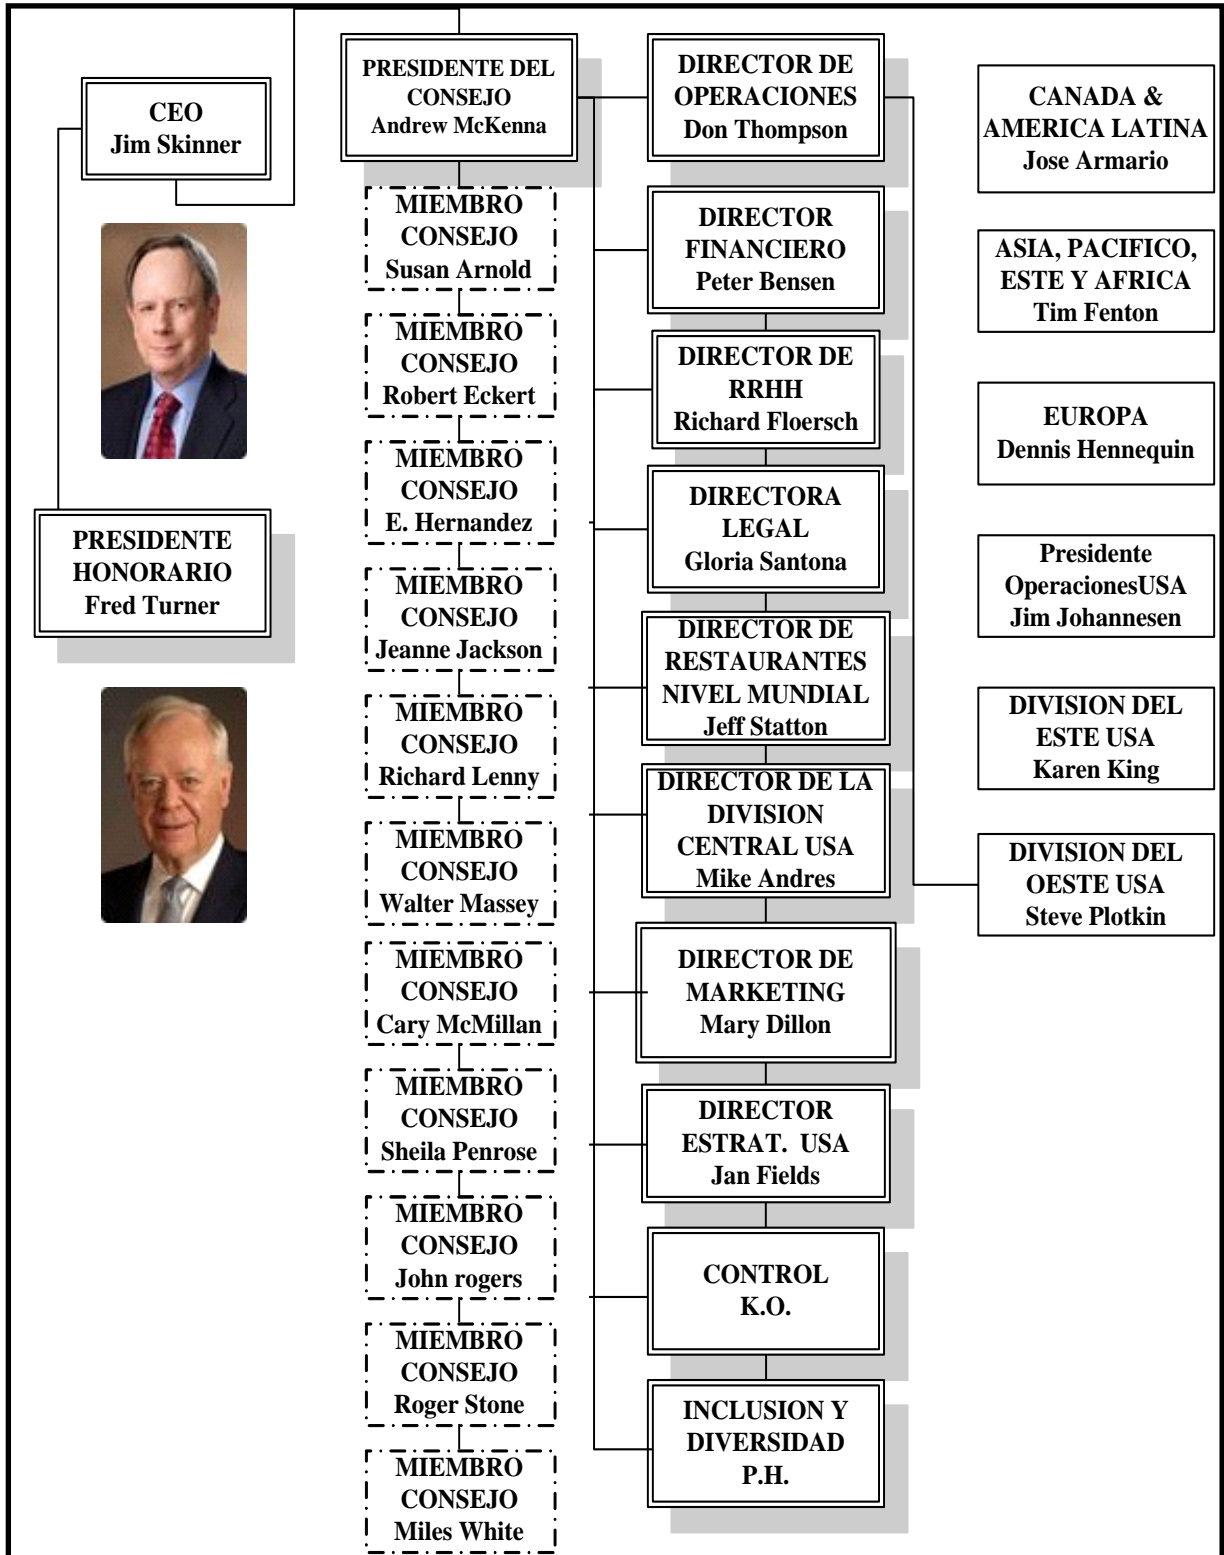 CEO
Jim Skinner
PRESIDENTE
HONORARIO
Fred Turner
PRESIDENTE DEL
CONSEJO
Andrew McKenna
MIEMBRO
CONSEJO
Susan Arnold
MIEMBRO
CONSEJO
Robert Eckert
MIEMBRO
CONSEJO
E. Hernandez
MIEMBRO
CONSEJO
Jeanne Jackson
MIEMBRO
CONSEJO
Richard Lenny
MIEMBRO
CONSEJO
Walter Massey
MIEMBRO
CONSEJO
Cary McMillan
MIEMBRO
CONSEJO
Sheila Penrose
MIEMBRO
CONSEJO
John rogers
MIEMBRO
CONSEJO
Roger Stone
MIEMBRO
CONSEJO
Miles White
DIRECTOR DE
OPERACIONES
Don Thompson
DIRECTOR
FINANCIERO
Peter Bensen
DIRECTOR DE
RRHH
Richard Floersch
DIRECTORA
LEGAL
Gloria Santona
DIRECTOR DE
RESTAURANTES
NIVEL MUNDIAL
Jeff Statton
DIRECTOR DE LA
DIVISION
CENTRAL USA
Mike Andres
DIRECTOR DE
MARKETING
Mary Dillon
DIRECTOR
ESTRAT. USA
Jan Fields
CONTROL
K.O.
INCLUSION Y
DIVERSIDAD
P.H.
CANADA &
AMERICA LATINA
Jose Armario
ASIA, PACIFICO,
ESTE Y AFRICA
Tim Fenton
EUROPA
Dennis Hennequin
Presidente
OperacionesUSA
Jim Johannesen
DIVISION DEL
ESTE USA
Karen King
DIVISION DEL
OESTE USA
Steve Plotkin